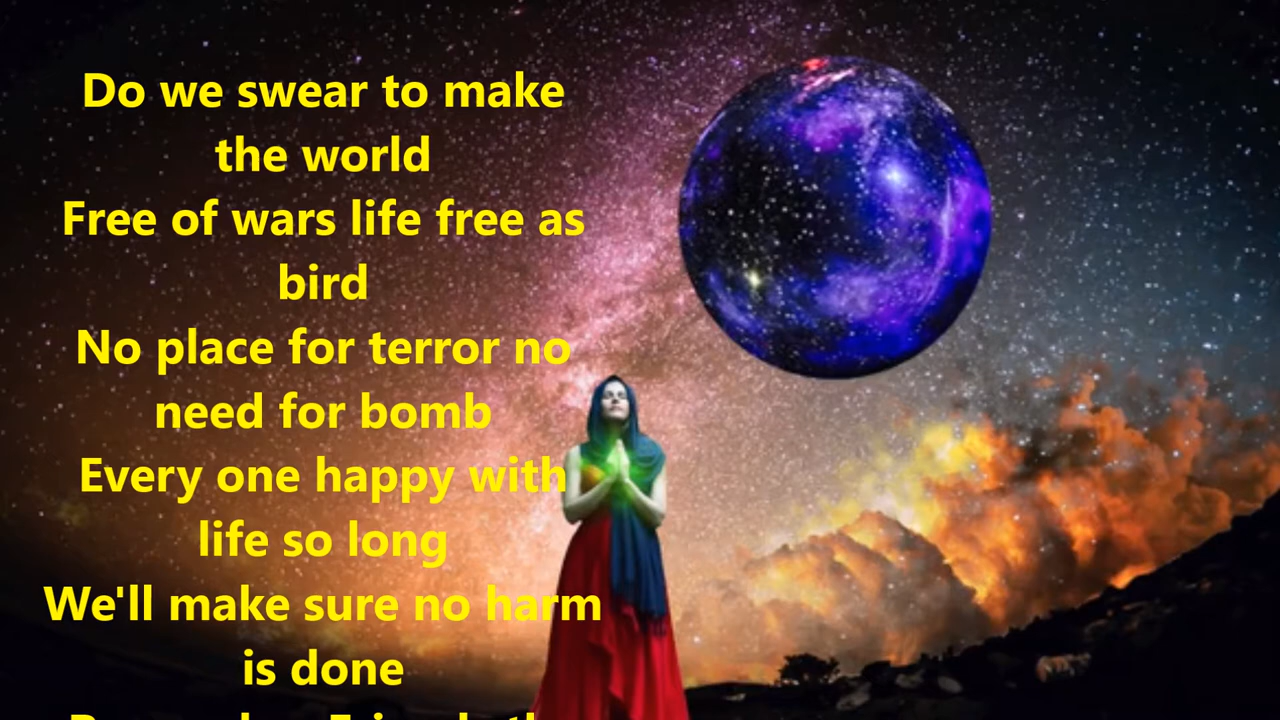 Do we swear to make
the world
Free of wars life free as
bird
No place for terror no
need for bomb
Every one happy with
life so long
We'll make sure no harm
is done